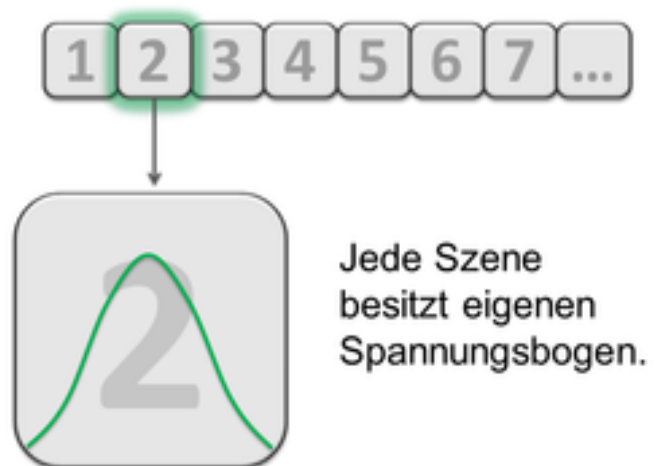 1 2 3 4 5 6 7 ...
2
Jede Szene
besitzt eigenen
Spannungsbogen.